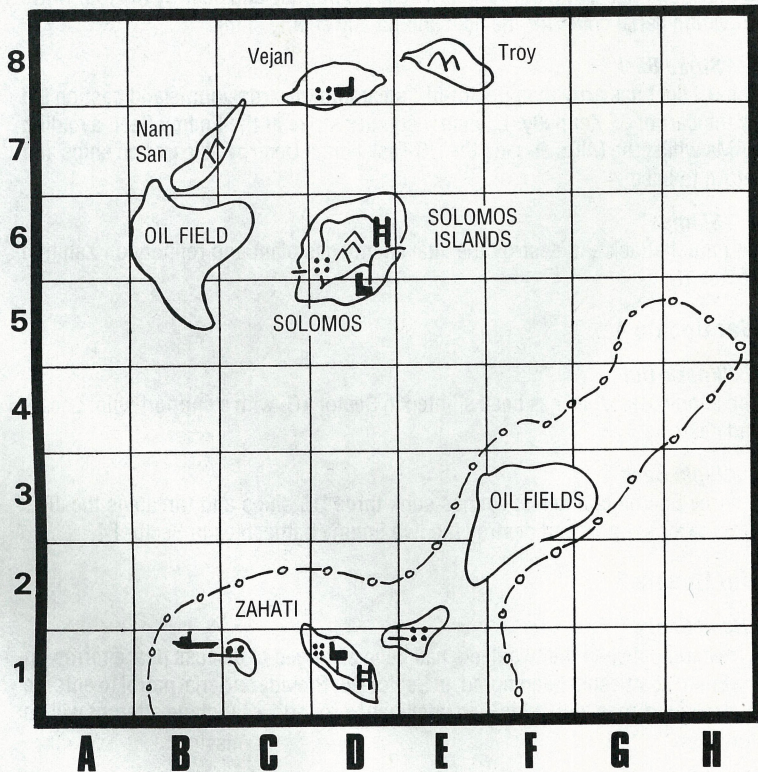 8
Vejan
Troy
Nam
San
7
6
OIL FIELD
SOLOMOS
ISLANDS
SOLOMOS
5
4
3
OIL FIELDS
2
ZAHATI
1
A B C D E F G H